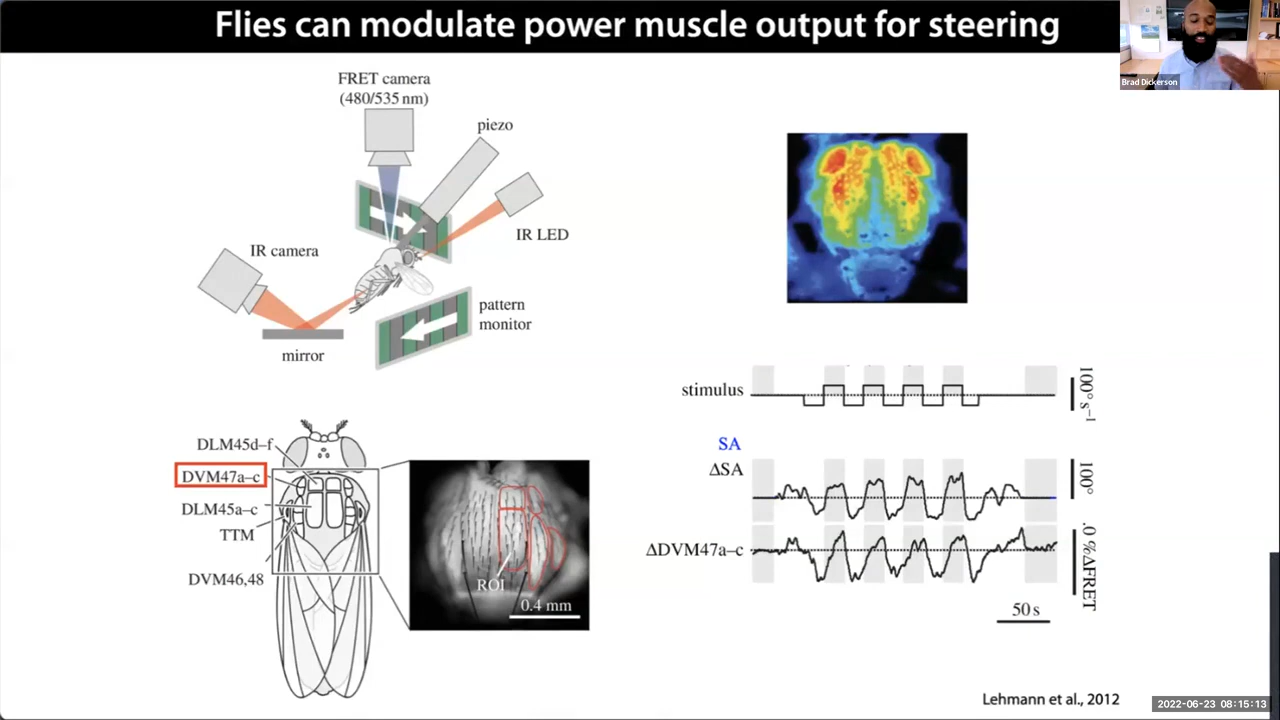 Flies can modulate power muscle output for steering
Brad Dickerson
FRET camera
(480/535 nm)
piezo
IR LED
IR camera
pattern
monitor
mirror
DLM45d–f
DVM47a–c
DLM45a–c
TTM
DVM46,48
ROI
0.4 mm
stimulus
100° s⁻¹
SA
ΔSA
100°
ΔDVM47a–c
.0 %ΔFRET
50 s
Lehmann et al., 2012
2022-06-23 08:15:13